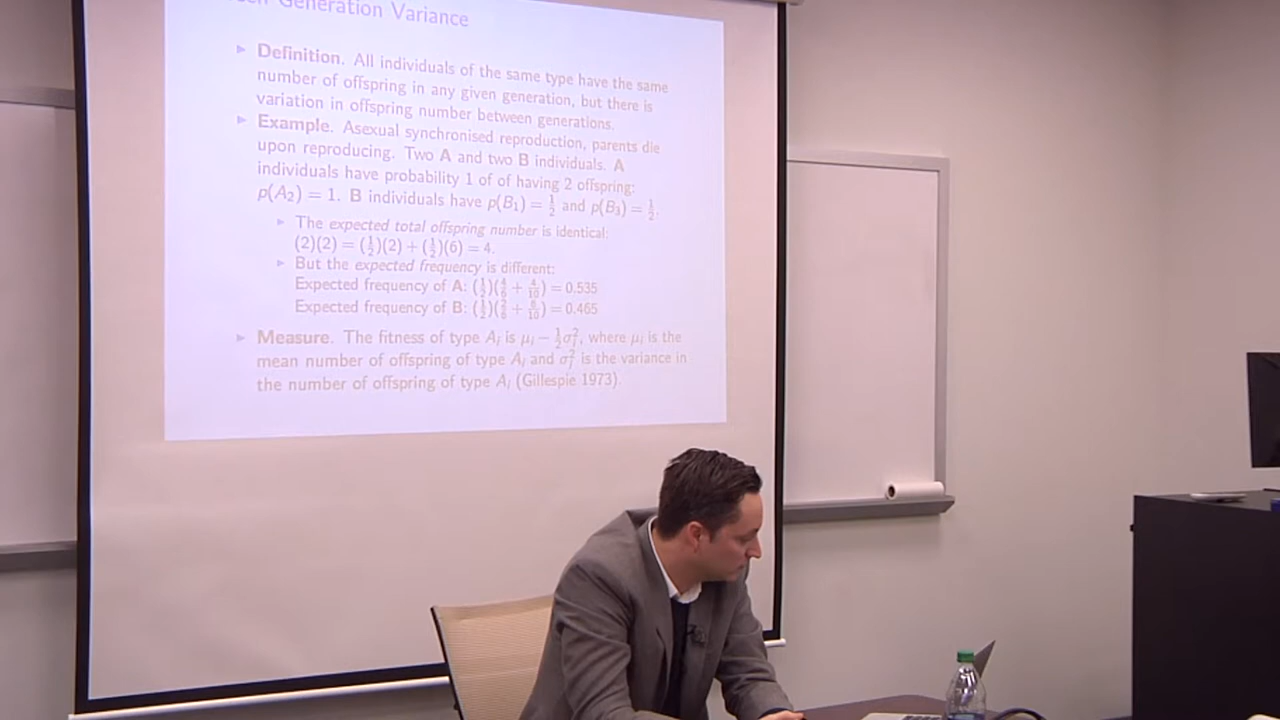 Generation Variance
▸ Definition. All individuals of the same type have the same
number of offspring in any given generation, but there is
variation in offspring number between generations.
▸ Example. Asexual synchronised reproduction, parents die
upon reproducing. Two A and two B individuals. A
individuals have probability 1 of of having 2 offspring:
p(A₂) = 1. B individuals have p(B₁) = ½ and p(B₃) = ½.
▸ The expected total offspring number is identical:
(2)(2) = (½)(2) + (½)(6) = 4.
▸ But the expected frequency is different:
Expected frequency of A: (½)(4/6 + 4/10) = 0.535
Expected frequency of B: (½)(2/6 + 6/10) = 0.465
▸ Measure. The fitness of type Aᵢ is μᵢ − ½σᵢ², where μᵢ is the
mean number of offspring of type Aᵢ and σᵢ² is the variance in
the number of offspring of type Aᵢ (Gillespie 1973).